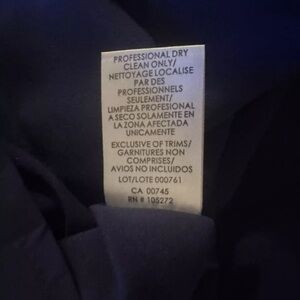 PROFESSIONAL DRY
CLEAN ONLY/
NETTOYAGE LOCALISE
PAR DES
PROFESSIONNELS
SEULEMENT/
LIMPIEZA PROFESIONAL
A SECO SOLAMENTE EN
LA ZONA AFECTADA
UNICAMENTE
EXCLUSIVE OF TRIMS/
GARNITURES NON
COMPRISES/
AVIOS NO INCLUIDOS
LOT/LOTE 000761
CA 00745
RN # 105272